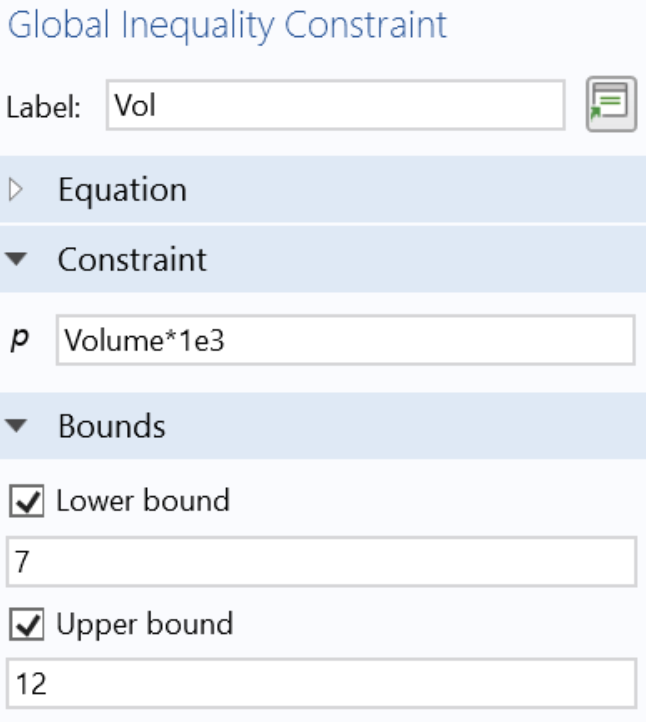 Global Inequality Constraint
Label: Vol
Equation
Constraint
p Volume*1e3
Bounds
Lower bound
7
Upper bound
12